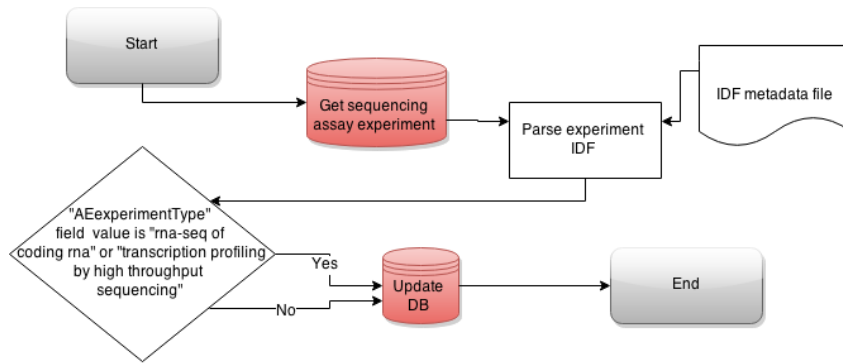 Start
Get sequencing
assay experiment
Parse experiment
IDF
IDF metadata file
"AEexperimentType"
field value is "rna-seq of
coding rna" or "transcription profiling
by high throughput
sequencing"
Yes
No
Update
DB
End